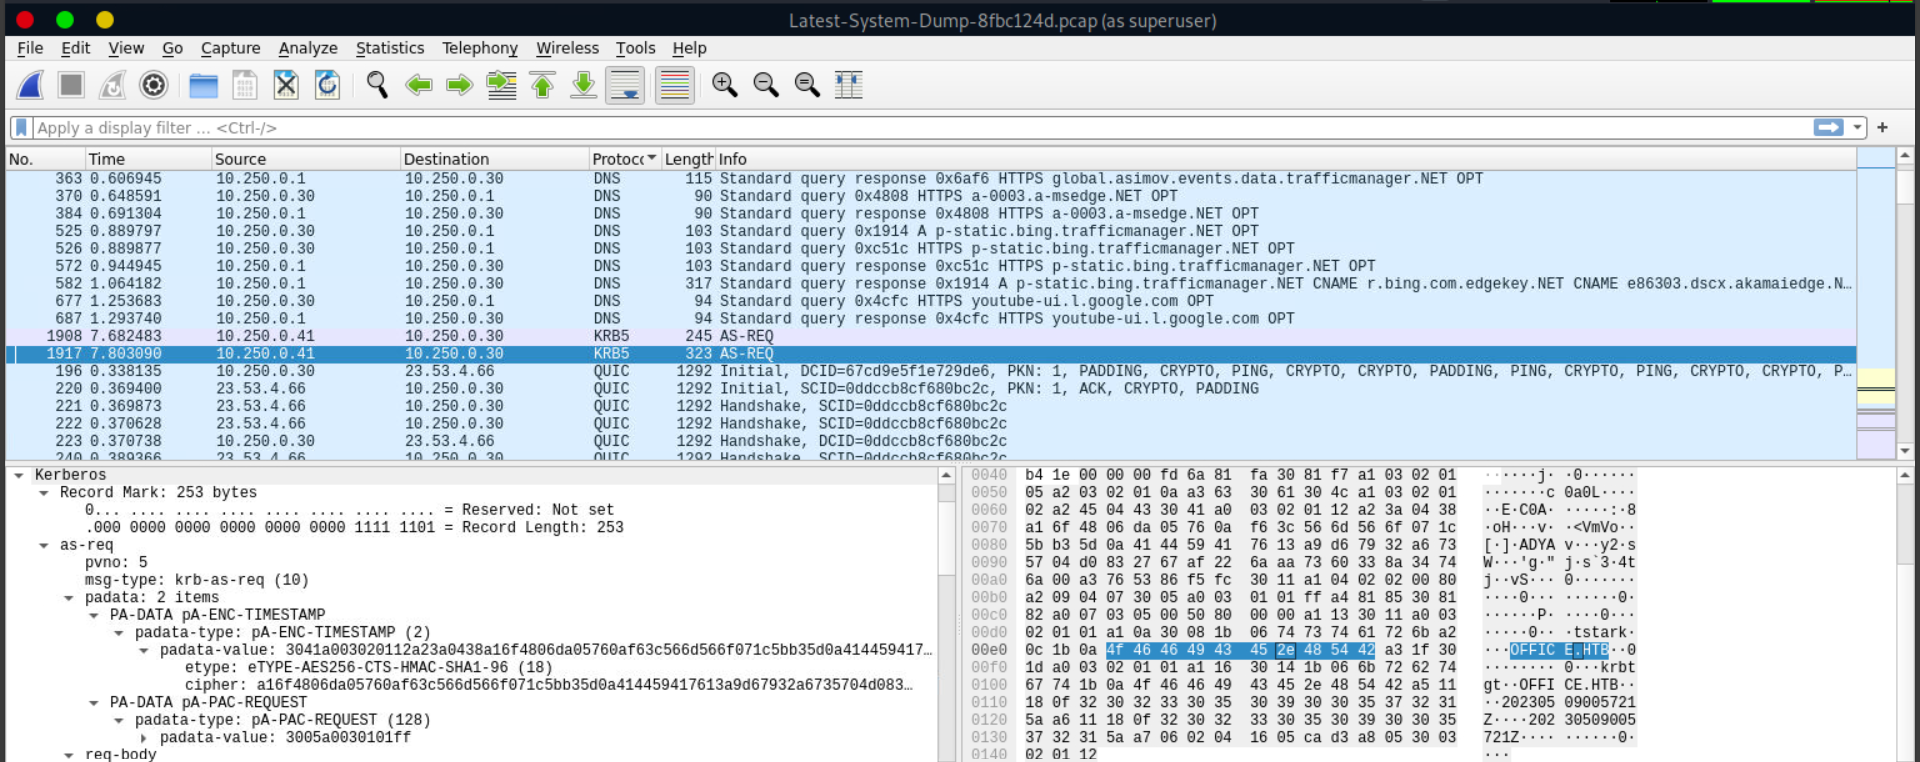 Latest-System-Dump-8fbc124d.pcap (as superuser)
File Edit View Go Capture Analyze Statistics Telephony Wireless Tools Help
Apply a display filter ... <Ctrl-/>
No. Time Source Destination Protoc Length Info
363 0.606945 10.250.0.1 10.250.0.30 DNS 115 Standard query response 0x6af6 HTTPS global.asimov.events.data.trafficmanager.NET OPT
370 0.648591 10.250.0.30 10.250.0.1 DNS 90 Standard query 0x4808 HTTPS a-0003.a-msedge.NET OPT
384 0.691304 10.250.0.1 10.250.0.30 DNS 90 Standard query response 0x4808 HTTPS a-0003.a-msedge.NET OPT
525 0.889797 10.250.0.30 10.250.0.1 DNS 103 Standard query 0x1914 A p-static.bing.trafficmanager.NET OPT
526 0.889877 10.250.0.30 10.250.0.1 DNS 103 Standard query 0xc51c HTTPS p-static.bing.trafficmanager.NET OPT
572 0.944945 10.250.0.1 10.250.0.30 DNS 103 Standard query response 0xc51c HTTPS p-static.bing.trafficmanager.NET OPT
582 1.064182 10.250.0.1 10.250.0.30 DNS 317 Standard query response 0x1914 A p-static.bing.trafficmanager.NET CNAME r.bing.com.edgekey.NET CNAME e86303.dscx.akamaiedge.N…
677 1.253683 10.250.0.30 10.250.0.1 DNS 94 Standard query 0x4cfc HTTPS youtube-ui.l.google.com OPT
687 1.293740 10.250.0.1 10.250.0.30 DNS 94 Standard query response 0x4cfc HTTPS youtube-ui.l.google.com OPT
1908 7.682483 10.250.0.41 10.250.0.30 KRB5 245 AS-REQ
1917 7.803090 10.250.0.41 10.250.0.30 KRB5 323 AS-REQ
196 0.338135 10.250.0.30 23.53.4.66 QUIC 1292 Initial, DCID=67cd9e5f1e729de6, PKN: 1, PADDING, CRYPTO, PING, CRYPTO, CRYPTO, PADDING, PING, CRYPTO, PING, CRYPTO, CRYPTO, P…
220 0.369400 23.53.4.66 10.250.0.30 QUIC 1292 Initial, SCID=0ddccb8cf680bc2c, PKN: 1, ACK, CRYPTO, PADDING
221 0.369873 23.53.4.66 10.250.0.30 QUIC 1292 Handshake, SCID=0ddccb8cf680bc2c
222 0.370628 23.53.4.66 10.250.0.30 QUIC 1292 Handshake, SCID=0ddccb8cf680bc2c
223 0.370738 10.250.0.30 23.53.4.66 QUIC 1292 Handshake, DCID=0ddccb8cf680bc2c
240 0.389366 23.53.4.66 10.250.0.30 QUIC 1292 Handshake, SCID=0ddccb8cf680bc2c
Kerberos
Record Mark: 253 bytes
0... .... .... .... .... .... .... .... = Reserved: Not set
.000 0000 0000 0000 0000 0000 1111 1101 = Record Length: 253
as-req
pvno: 5
msg-type: krb-as-req (10)
padata: 2 items
PA-DATA pA-ENC-TIMESTAMP
padata-type: pA-ENC-TIMESTAMP (2)
padata-value: 3041a003020112a23a0438a16f4806da05760af63c566d566f071c5bb35d0a414459417…
etype: eTYPE-AES256-CTS-HMAC-SHA1-96 (18)
cipher: a16f4806da05760af63c566d566f071c5bb35d0a414459417613a9d67932a6735704d083…
PA-DATA pA-PAC-REQUEST
padata-type: pA-PAC-REQUEST (128)
padata-value: 3005a0030101ff
req-body
0040 b4 1e 00 00 00 fd 6a 81 fa 30 81 f7 a1 03 02 01 ······j· ·0······
0050 05 a2 03 02 01 0a a3 63 30 61 30 4c a1 03 02 01 ·······c 0a0L····
0060 02 a2 45 04 43 30 41 a0 03 02 01 12 a2 3a 04 38 ··E·C0A· ·····:·8
0070 a1 6f 48 06 da 05 76 0a f6 3c 56 6d 56 6f 07 1c ·oH···v· ·<VmVo··
0080 5b b3 5d 0a 41 44 59 41 76 13 a9 d6 79 32 a6 73 [·]·ADYA v···y2·s
0090 57 04 d0 83 27 67 af 22 6a aa 73 60 33 8a 34 74 W···'g·" j·s`3·4t
00a0 6a 00 a3 76 53 86 f5 fc 30 11 a1 04 02 02 00 80 j··vS··· 0·······
00b0 a2 09 04 07 30 05 a0 03 01 01 ff a4 81 85 30 81 ····0··· ······0·
00c0 82 a0 07 03 05 00 50 80 00 00 a1 13 30 11 a0 03 ······P· ····0···
00d0 02 01 01 a1 0a 30 08 1b 06 74 73 74 61 72 6b a2 ·····0·· ·tstark·
00e0 0c 1b 0a 4f 46 46 49 43 45 2e 48 54 42 a3 1f 30 ···OFFIC E.HTB··0
00f0 1d a0 03 02 01 01 a1 16 30 14 1b 06 6b 72 62 74 ········ 0···krbt
0100 67 74 1b 0a 4f 46 46 49 43 45 2e 48 54 42 a5 11 gt··OFFI CE.HTB··
0110 18 0f 32 30 32 33 30 35 30 39 30 30 35 37 32 31 ··202305 09005721
0120 5a a6 11 18 0f 32 30 32 33 30 35 30 39 30 30 35 Z····202 30509005
0130 37 32 31 5a a7 06 02 04 16 05 ca d3 a8 05 30 03 721Z···· ······0·
0140 02 01 12 ···